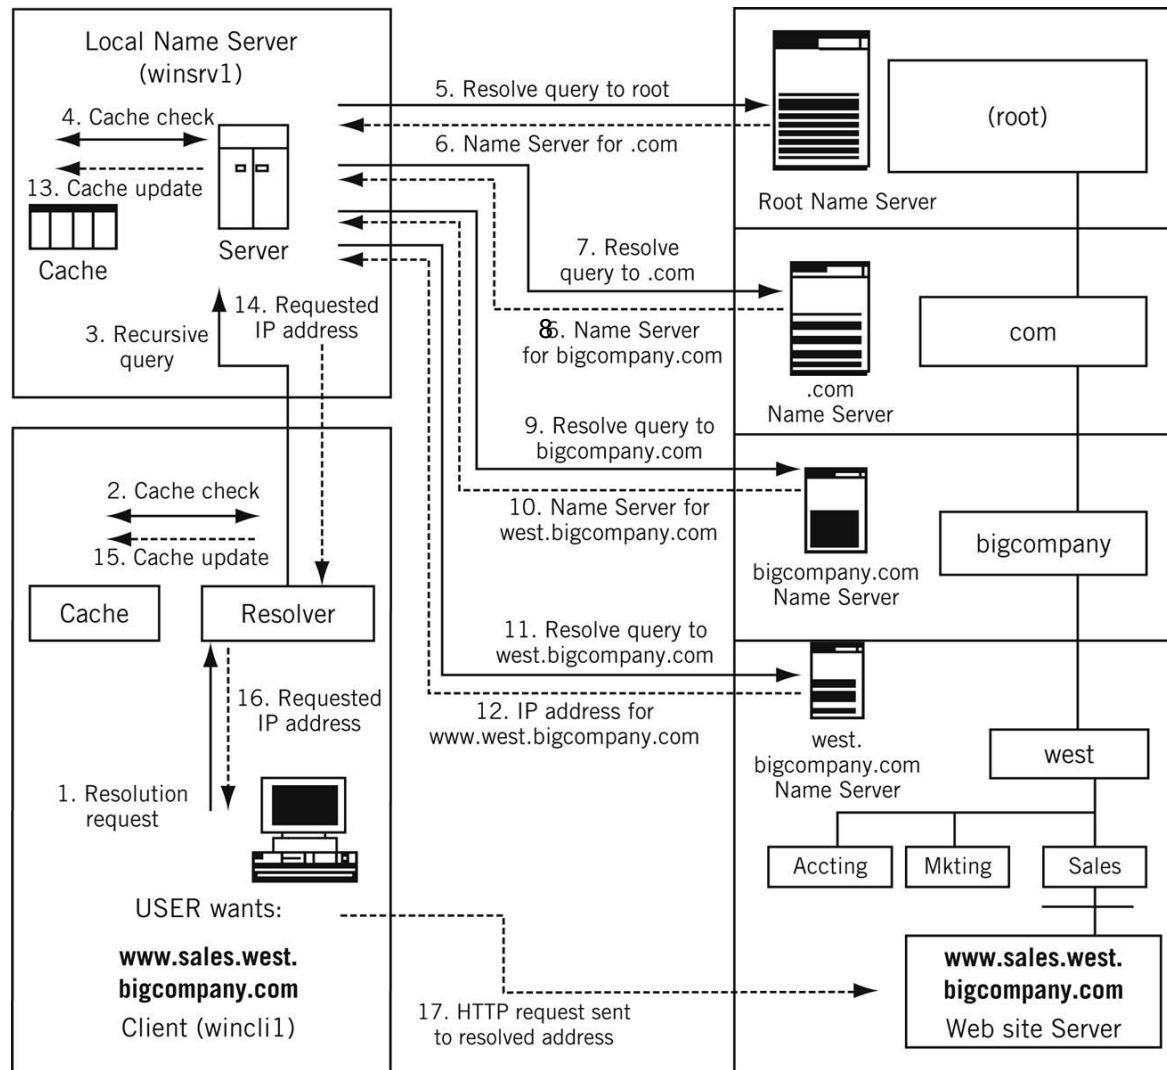 Local Name Server
(winsrv1)
4. Cache check
13. Cache update
Cache
Server
3. Recursive
query
14. Requested
IP address
5. Resolve query to root
6. Name Server for .com
7. Resolve
query to .com
8. Name Server
for bigcompany.com
9. Resolve query to
bigcompany.com
10. Name Server for
west.bigcompany.com
11. Resolve query to
west.bigcompany.com
12. IP address for
www.west.bigcompany.com
Root Name Server
(root)
.com
Name Server
com
bigcompany.com
Name Server
bigcompany
west.
bigcompany.com
Name Server
west
Accting
Mkting
Sales
www.sales.west.
bigcompany.com
Web site Server
2. Cache check
15. Cache update
Cache
Resolver
16. Requested
IP address
1. Resolution
request
USER wants:
www.sales.west.
bigcompany.com
Client (wincli1)
17. HTTP request sent
to resolved address